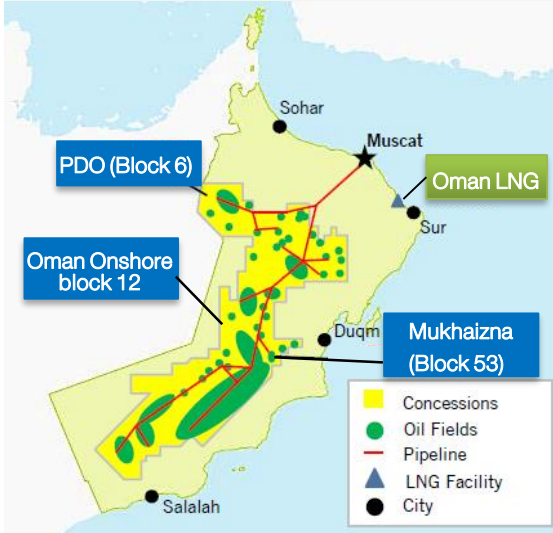 Sohar
Muscat
PDO (Block 6)
Oman LNG
Sur
Oman Onshore
block 12
Duqm
Mukhaizna
(Block 53)
Concessions
Oil Fields
Pipeline
LNG Facility
City
Salalah